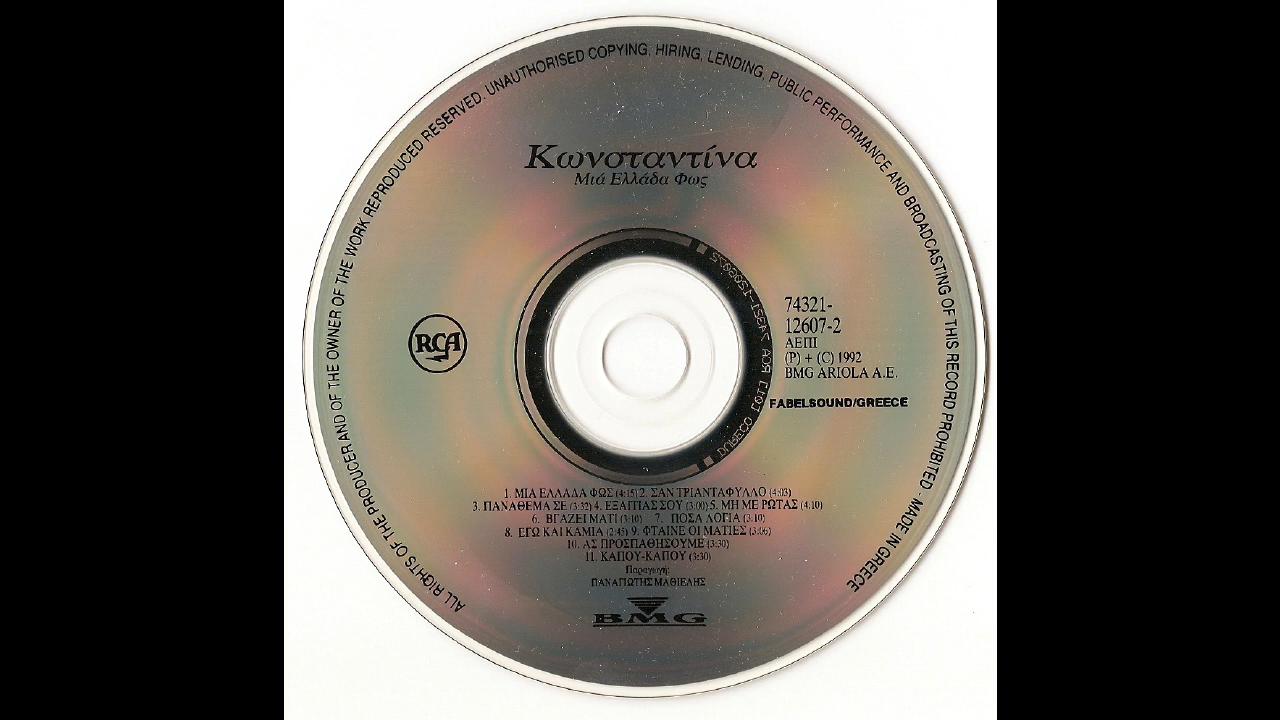 ALL RIGHTS OF THE PRODUCER AND OF THE OWNER OF THE WORK REPRODUCED RESERVED. UNAUTHORISED COPYING, HIRING, LENDING, PUBLIC PERFORMANCE AND BROADCASTING OF THIS RECORD PROHIBITED - MADE IN GREECE
Κωνσταντίνα
Μιά Ελλάδα Φως
RCA
74321-
12607-2
ΑΕΠΙ
(P) + (C) 1992
BMG ARIOLA A.E.
FABELSOUND/GREECE
1. ΜΙΑ ΕΛΛΑΔΑ ΦΩΣ (4:15) 2. ΣΑΝ ΤΡΙΑΝΤΑΦΥΛΛΟ (4:03)
3. ΠΑΝΑΘΕΜΑ ΣΕ (3:32) 4. ΕΞΑΙΤΙΑΣ ΣΟΥ (3:00) 5. ΜΗ ΜΕ ΡΩΤΑΣ (4:10)
6. ΒΓΑΖΕΙ ΜΑΤΙ (3:10) 7. ΠΟΣΑ ΛΟΓΙΑ (3:10)
8. ΕΓΩ ΚΑΙ ΚΑΜΙΑ (2:45) 9. ΦΤΑΙΝΕ ΟΙ ΜΑΤΙΕΣ (3:06)
10. ΑΣ ΠΡΟΣΠΑΘΗΣΟΥΜΕ (3:30)
11. ΚΑΠΟΥ-ΚΑΠΟΥ (3:30)
Παραγωγή:
ΠΑΝΑΓΙΩΤΗΣ ΜΑΘΙΕΛΗΣ
BMG